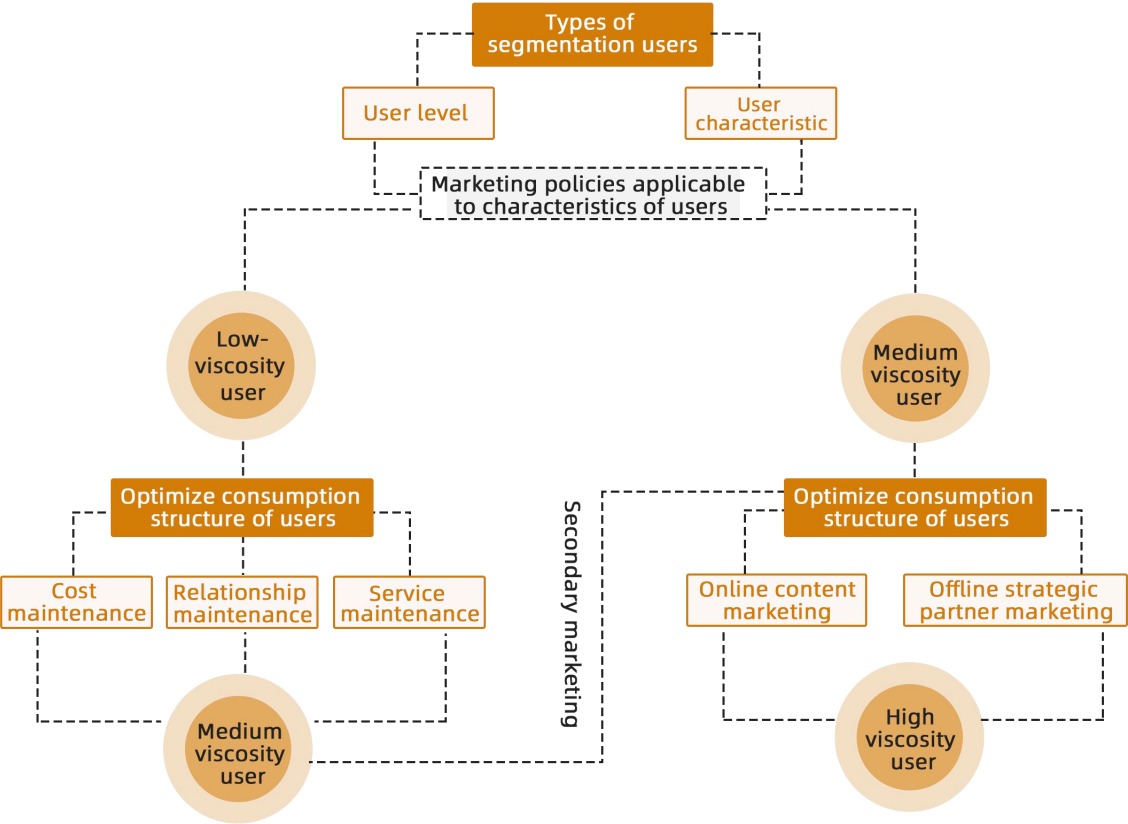 Types of
segmentation users
User level
User
characteristic
Marketing policies applicable
to characteristics of users
Low-
viscosity
user
Medium
viscosity
user
Optimize consumption
structure of users
Optimize consumption
structure of users
Secondary marketing
Cost
maintenance
Relationship
maintenance
Service
maintenance
Online content
marketing
Offline strategic
partner marketing
Medium
viscosity
user
High
viscosity
user